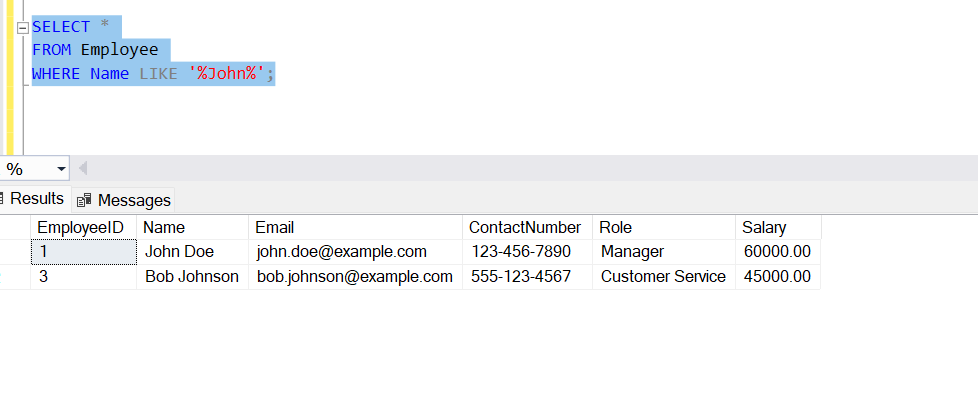 SELECT *
FROM Employee
WHERE Name LIKE '%John%';
%
Results Messages
EmployeeID Name Email ContactNumber Role Salary
1 John Doe john.doe@example.com 123-456-7890 Manager 60000.00
3 Bob Johnson bob.johnson@example.com 555-123-4567 Customer Service 45000.00